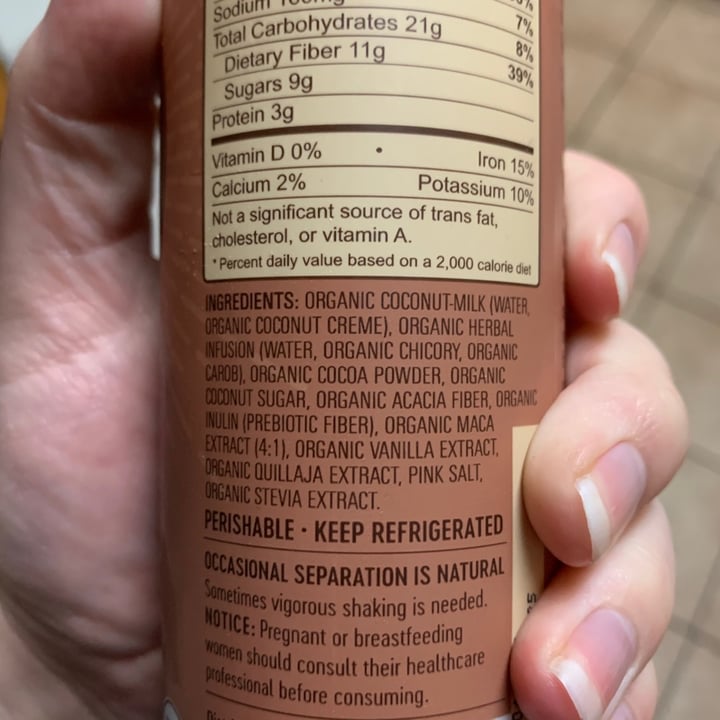 Sodium
7%
Total Carbohydrates 21g 8%
Dietary Fiber 11g 39%
Sugars 9g
Protein 3g
Vitamin D 0% • Iron 15%
Calcium 2% Potassium 10%
Not a significant source of trans fat,
cholesterol, or vitamin A.
*Percent daily value based on a 2,000 calorie diet
INGREDIENTS: ORGANIC COCONUT-MILK (WATER,
ORGANIC COCONUT CREME), ORGANIC HERBAL
INFUSION (WATER, ORGANIC CHICORY, ORGANIC
CAROB), ORGANIC COCOA POWDER, ORGANIC
COCONUT SUGAR, ORGANIC ACACIA FIBER, ORGANIC
INULIN (PREBIOTIC FIBER), ORGANIC MACA
EXTRACT (4:1), ORGANIC VANILLA EXTRACT,
ORGANIC QUILLAJA EXTRACT, PINK SALT,
ORGANIC STEVIA EXTRACT.
PERISHABLE · KEEP REFRIGERATED
OCCASIONAL SEPARATION IS NATURAL
Sometimes vigorous shaking is needed.
NOTICE: Pregnant or breastfeeding
women should consult their healthcare
professional before consuming.